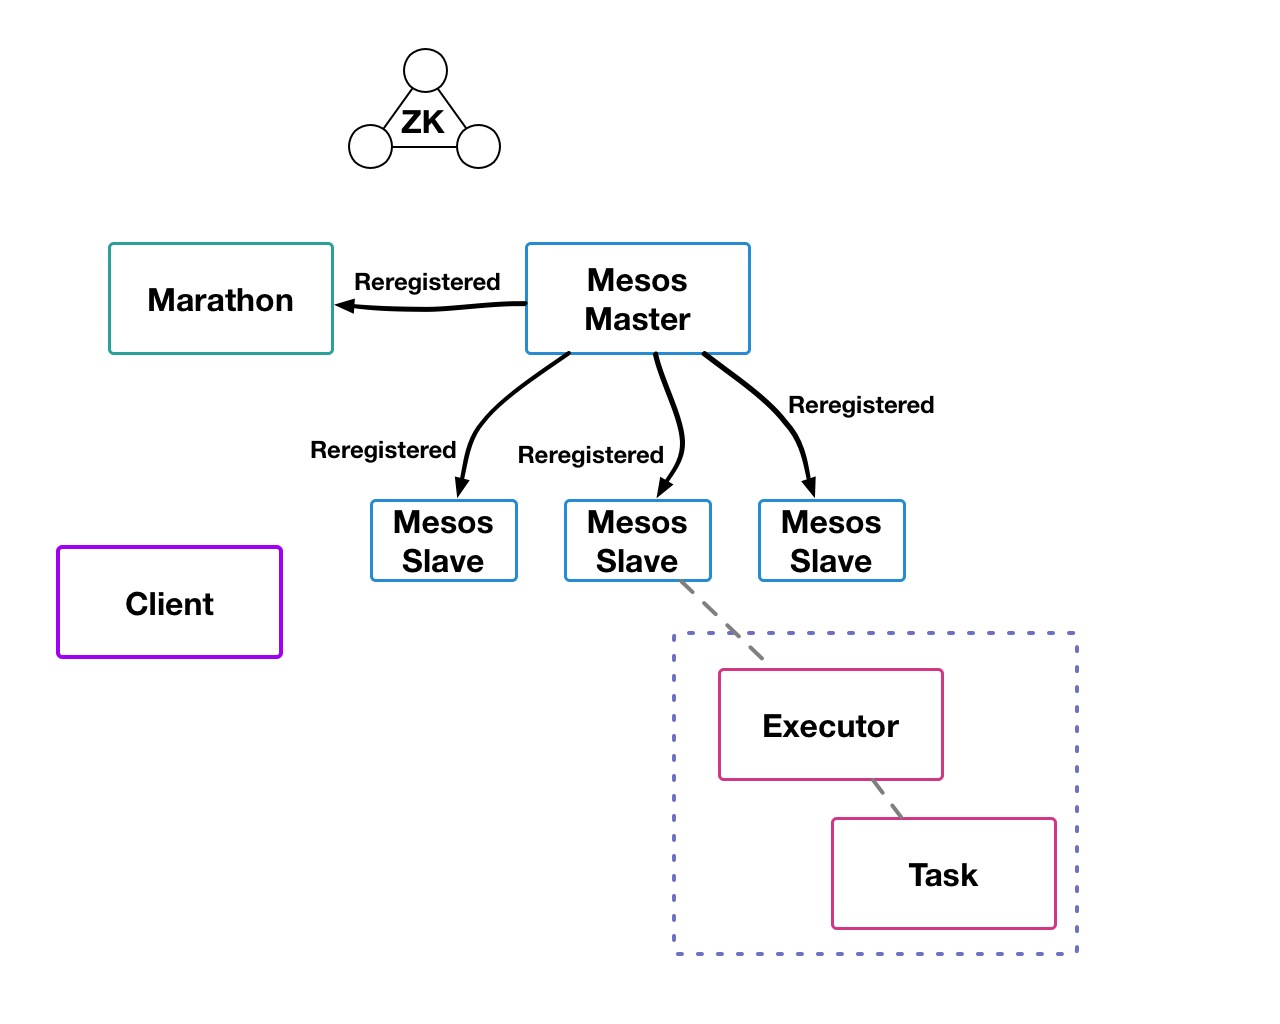 ZK
Marathon
Reregistered
Mesos
Master
Reregistered
Reregistered
Reregistered
Mesos
Slave
Mesos
Slave
Mesos
Slave
Client
Executor
Task